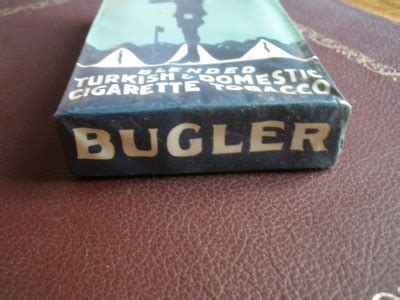 BLENDED
TURKISH & DOMESTIC
CIGARETTE TOBACCO
BUGLER